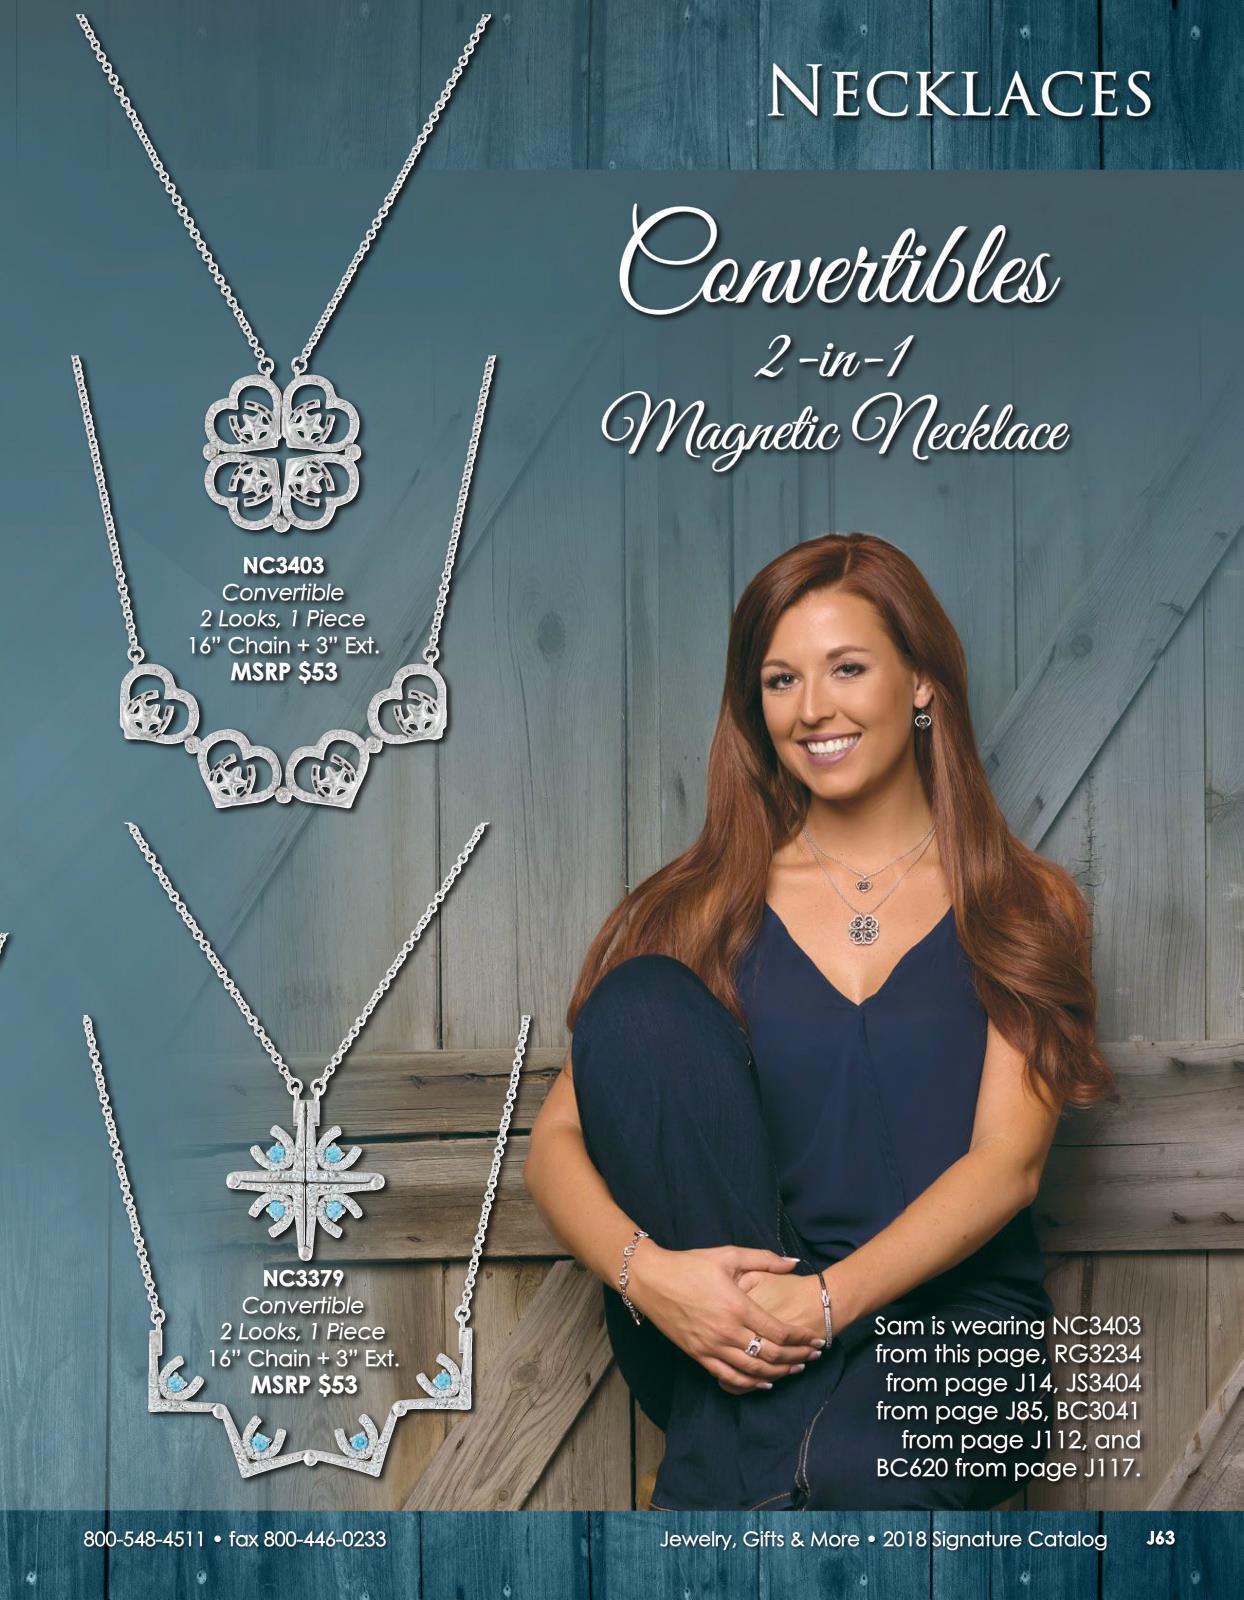 NECKLACES
Convertibles
2-in-1
Magnetic Necklace
NC3403
Convertible
2 Looks, 1 Piece
16” Chain + 3” Ext.
MSRP $53
NC3379
Convertible
2 Looks, 1 Piece
16” Chain + 3” Ext.
MSRP $53
Sam is wearing NC3403
from this page, RG3234
from page J14, JS3404
from page J85, BC3041
from page J112, and
BC620 from page J117.
800-548-4511 • fax 800-446-0233
Jewelry, Gifts & More • 2018 Signature Catalog J63